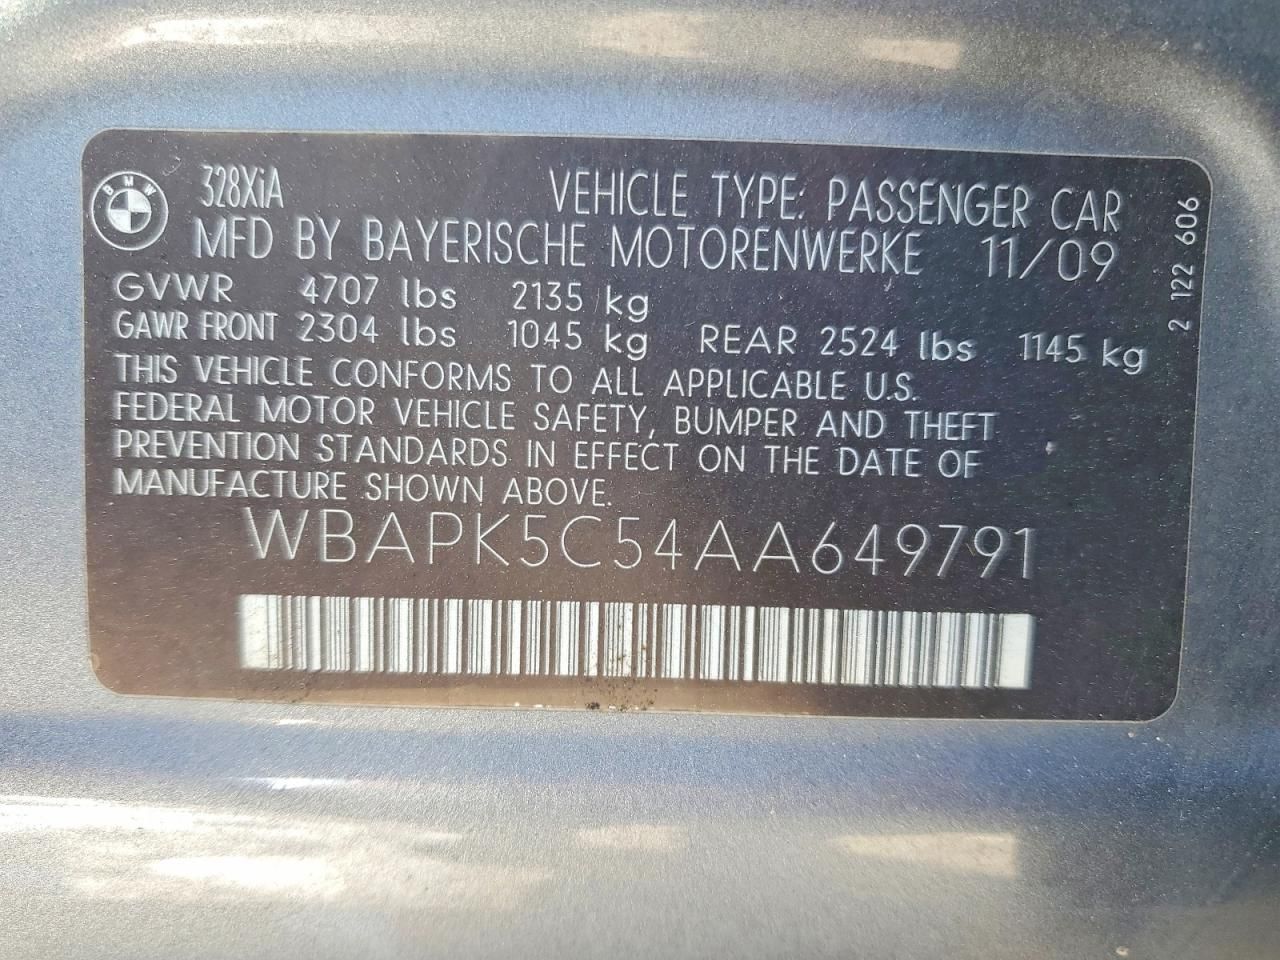 BMW
328XiA VEHICLE TYPE: PASSENGER CAR
MFD BY BAYERISCHE MOTORENWERKE 11/09
GVWR 4707 lbs 2135 kg
GAWR FRONT 2304 lbs 1045 kg REAR 2524 lbs 1145 kg
THIS VEHICLE CONFORMS TO ALL APPLICABLE U.S.
FEDERAL MOTOR VEHICLE SAFETY, BUMPER AND THEFT
PREVENTION STANDARDS IN EFFECT ON THE DATE OF
MANUFACTURE SHOWN ABOVE.
WBAPK5C54AA649791
2 122 606